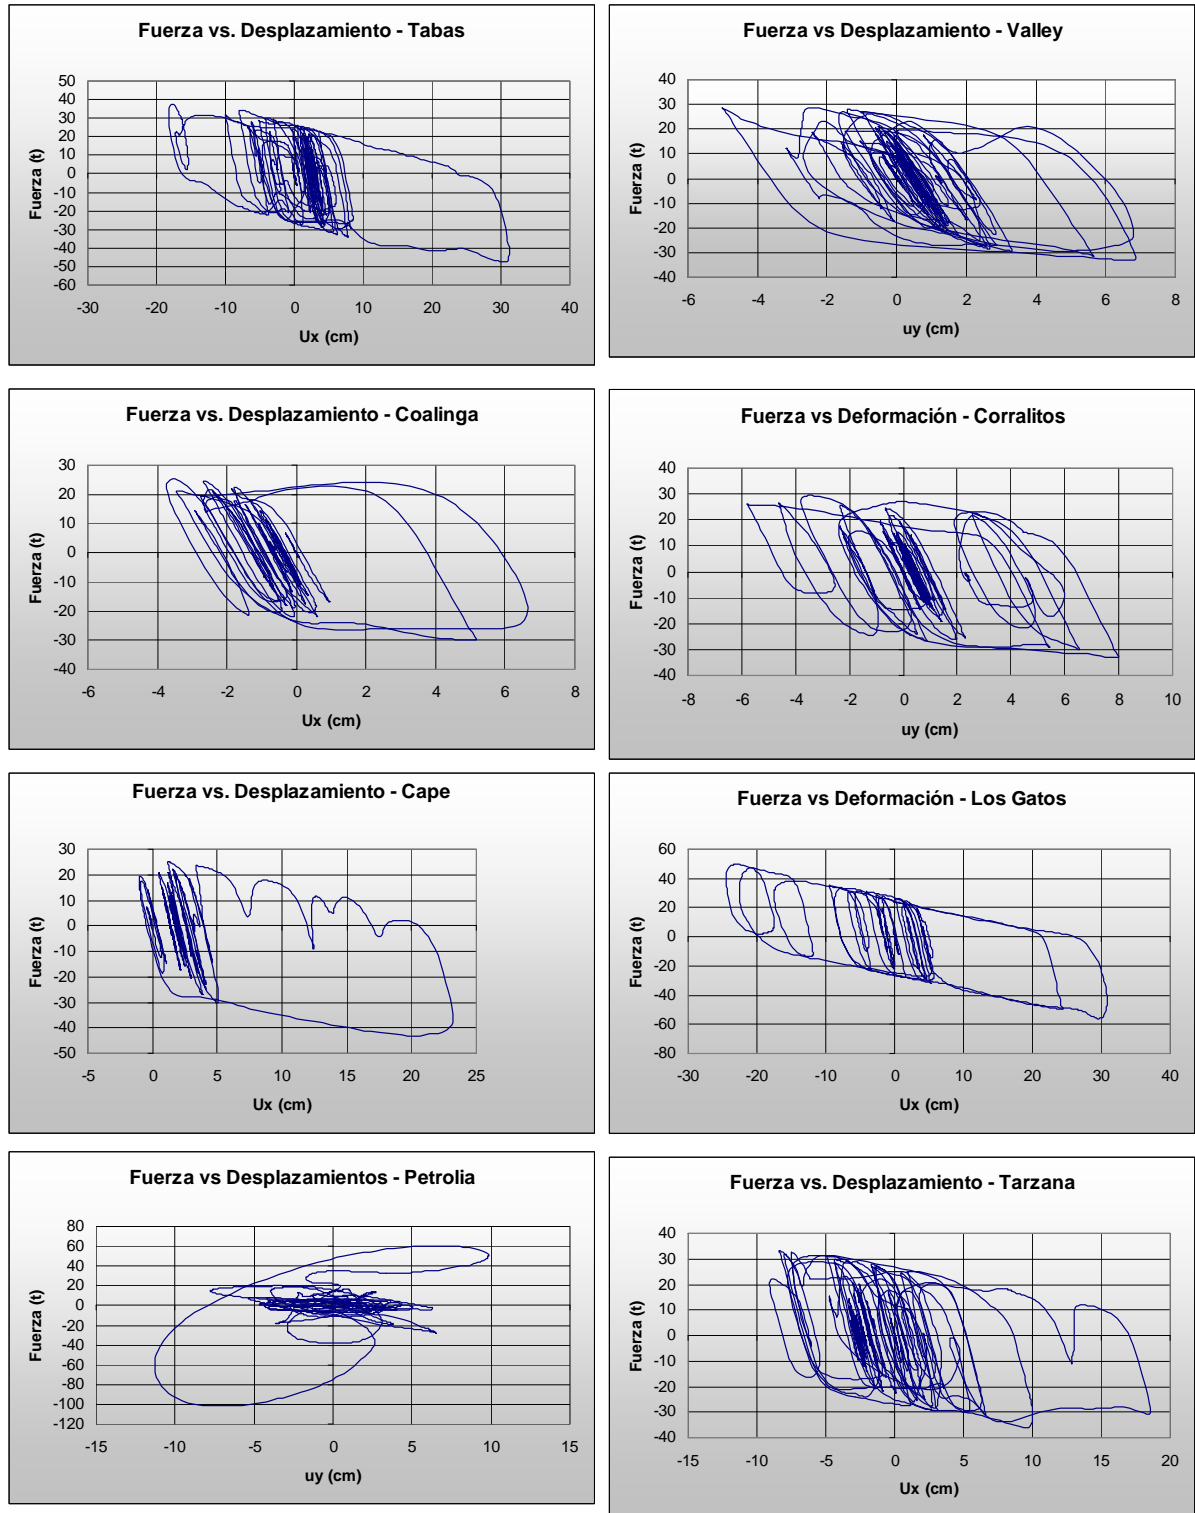 Fuerza vs. Desplazamiento - Tabas
50
40
30
20
10
0
-10
-20
-30
-40
-50
-60
-30 -20 -10 0 10 20 30 40
Fuerza (t)
Ux (cm)
Fuerza vs Desplazamiento - Valley
40
30
20
10
0
-10
-20
-30
-40
-6 -4 -2 0 2 4 6 8
Fuerza (t)
uy (cm)
Fuerza vs. Desplazamiento - Coalinga
30
20
10
0
-10
-20
-30
-40
-6 -4 -2 0 2 4 6 8
Fuerza (t)
Ux (cm)
Fuerza vs Deformación - Corralitos
40
30
20
10
0
-10
-20
-30
-40
-8 -6 -4 -2 0 2 4 6 8 10
Fuerza (t)
uy (cm)
Fuerza vs. Desplazamiento - Cape
30
20
10
0
-10
-20
-30
-40
-50
-5 0 5 10 15 20 25
Fuerza (t)
Ux (cm)
Fuerza vs Deformación - Los Gatos
60
40
20
0
-20
-40
-60
-80
-30 -20 -10 0 10 20 30 40
Fuerza (t)
Ux (cm)
Fuerza vs Desplazamientos - Petrolia
80
60
40
20
0
-20
-40
-60
-80
-100
-120
-15 -10 -5 0 5 10 15
Fuerza (t)
uy (cm)
Fuerza vs. Desplazamiento - Tarzana
40
30
20
10
0
-10
-20
-30
-40
-15 -10 -5 0 5 10 15 20
Fuerza (t)
Ux (cm)